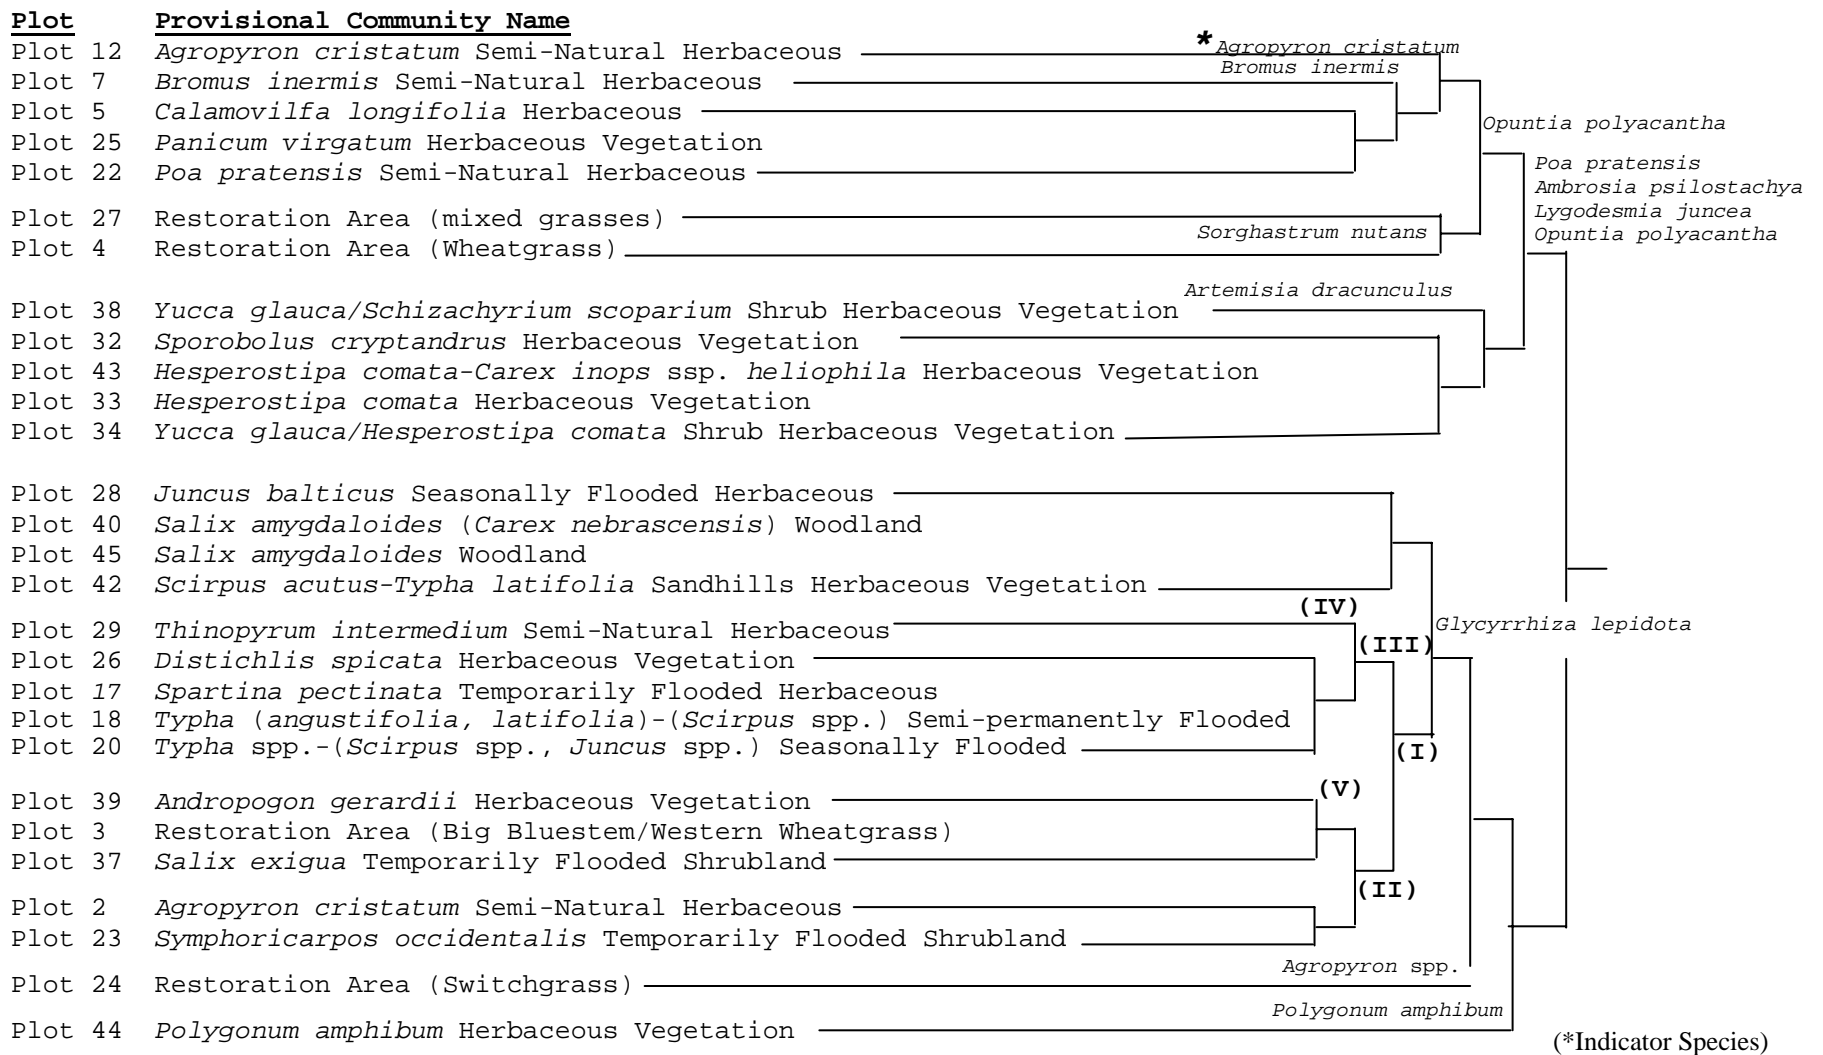 Plot Provisional Community Name
Plot 12 Agropyron cristatum Semi-Natural Herbaceous
*Agropyron cristatum
Plot 7 Bromus inermis Semi-Natural Herbaceous
Bromus inermis
Plot 5 Calamovilfa longifolia Herbaceous
Opuntia polyacantha
Plot 25 Panicum virgatum Herbaceous Vegetation
Plot 22 Poa pratensis Semi-Natural Herbaceous
Poa pratensis
Ambrosia psilostachya
Lygodesmia juncea
Opuntia polyacantha
Plot 27 Restoration Area (mixed grasses)
Sorghastrum nutans
Plot 4 Restoration Area (Wheatgrass)
Artemisia dracunculus
Plot 38 Yucca glauca/Schizachyrium scoparium Shrub Herbaceous Vegetation
Plot 32 Sporobolus cryptandrus Herbaceous Vegetation
Plot 43 Hesperostipa comata-Carex inops ssp. heliophila Herbaceous Vegetation
Plot 33 Hesperostipa comata Herbaceous Vegetation
Plot 34 Yucca glauca/Hesperostipa comata Shrub Herbaceous Vegetation
Plot 28 Juncus balticus Seasonally Flooded Herbaceous
Plot 40 Salix amygdaloides (Carex nebrascensis) Woodland
Plot 45 Salix amygdaloides Woodland
Plot 42 Scirpus acutus-Typha latifolia Sandhills Herbaceous Vegetation
(IV)
Plot 29 Thinopyrum intermedium Semi-Natural Herbaceous
Glycyrrhiza lepidota
(III)
Plot 26 Distichlis spicata Herbaceous Vegetation
Plot 17 Spartina pectinata Temporarily Flooded Herbaceous
Plot 18 Typha (angustifolia, latifolia)-(Scirpus spp.) Semi-permanently Flooded
Plot 20 Typha spp.-(Scirpus spp., Juncus spp.) Seasonally Flooded
(I)
(V)
Plot 39 Andropogon gerardii Herbaceous Vegetation
Plot 3 Restoration Area (Big Bluestem/Western Wheatgrass)
Plot 37 Salix exigua Temporarily Flooded Shrubland
(II)
Plot 2 Agropyron cristatum Semi-Natural Herbaceous
Plot 23 Symphoricarpos occidentalis Temporarily Flooded Shrubland
Agropyron spp.
Plot 24 Restoration Area (Switchgrass)
Polygonum amphibum
Plot 44 Polygonum amphibum Herbaceous Vegetation
(*Indicator Species)